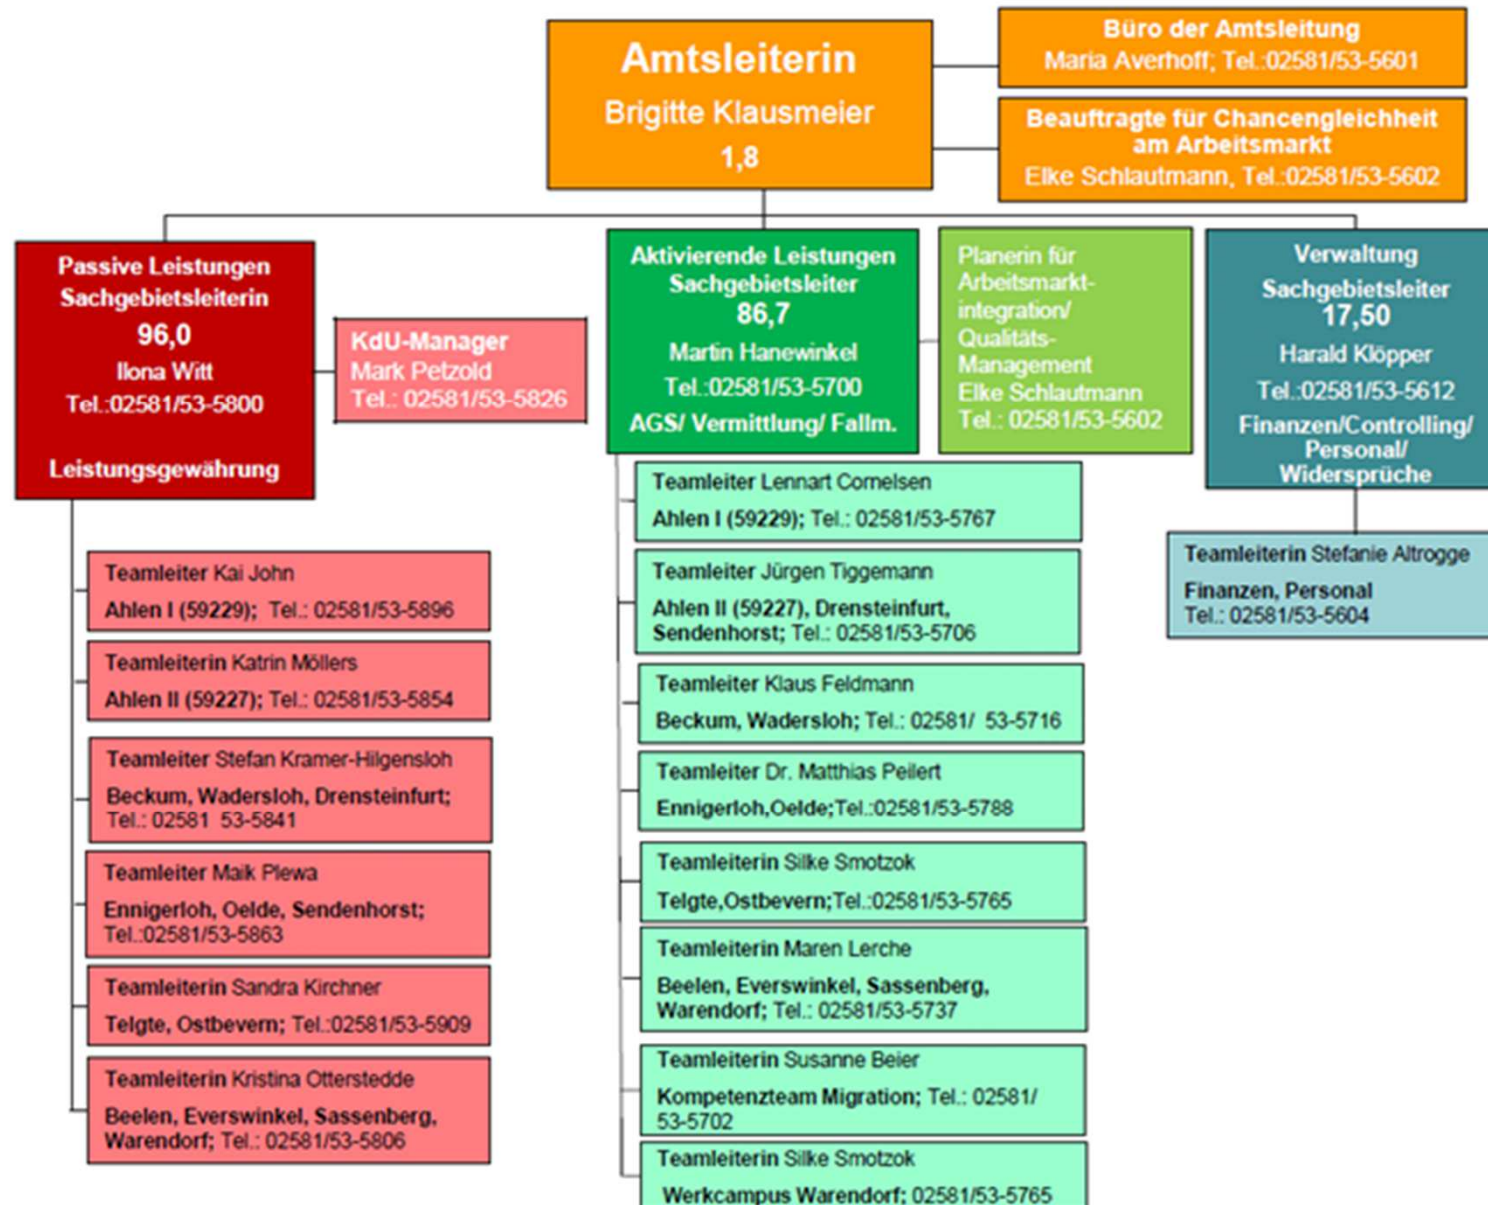 Amtsleiterin
Brigitte Klausmeier
1,8
Büro der Amtsleitung
Maria Averhoff; Tel.:02581/53-5601
Beauftragte für Chancengleichheit
am Arbeitsmarkt
Elke Schlautmann, Tel.:02581/53-5602
Passive Leistungen
Sachgebietsleiterin
96,0
Ilona Witt
Tel.:02581/53-5800
Leistungsgewährung
KdU-Manager
Mark Petzold
Tel.: 02581/53-5826
Teamleiter Kai John
Ahlen I (59229); Tel.: 02581/53-5896
Teamleiterin Katrin Möllers
Ahlen II (59227); Tel.: 02581/53-5854
Teamleiter Stefan Kramer-Hilgensloh
Beckum, Wadersloh, Drensteinfurt;
Tel.: 02581 53-5841
Teamleiter Maik Plewa
Ennigerloh, Oelde, Sendenhorst;
Tel.:02581/53-5863
Teamleiterin Sandra Kirchner
Telgte, Ostbevern; Tel.:02581/53-5909
Teamleiterin Kristina Otterstedde
Beelen, Everswinkel, Sassenberg,
Warendorf; Tel.: 02581/53-5806
Aktivierende Leistungen
Sachgebietsleiter
86,7
Martin Hanewinkel
Tel.:02581/53-5700
AGS/ Vermittlung/ Fallm.
Planerin für
Arbeitsmarkt-
integration/
Qualitäts-
Management
Elke Schlautmann
Tel.: 02581/53-5602
Teamleiter Lennart Cornelsen
Ahlen I (59229); Tel.: 02581/53-5767
Teamleiter Jürgen Tiggemann
Ahlen II (59227), Drensteinfurt,
Sendenhorst; Tel.: 02581/53-5706
Teamleiter Klaus Feldmann
Beckum, Wadersloh; Tel.: 02581/ 53-5716
Teamleiter Dr. Matthias Peilert
Ennigerloh,Oelde;Tel.:02581/53-5788
Teamleiterin Silke Smotzok
Telgte,Ostbevern;Tel.:02581/53-5765
Teamleiterin Maren Lerche
Beelen, Everswinkel, Sassenberg,
Warendorf; Tel.: 02581/53-5737
Teamleiterin Susanne Beier
Kompetenzteam Migration; Tel.: 02581/
53-5702
Teamleiterin Silke Smotzok
Werkcampus Warendorf; 02581/53-5765
Verwaltung
Sachgebietsleiter
17,50
Harald Klöpper
Tel.:02581/53-5612
Finanzen/Controlling/
Personal/
Widersprüche
Teamleiterin Stefanie Altrogge
Finanzen, Personal
Tel.: 02581/53-5604